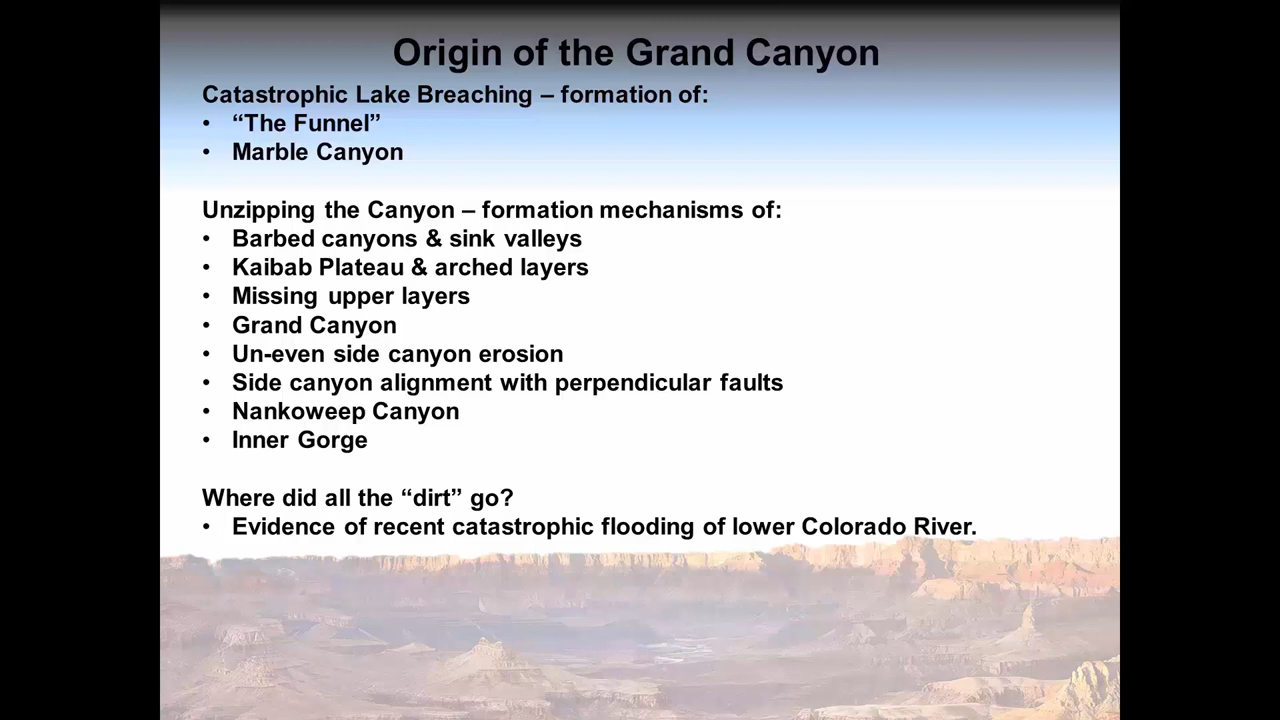 Origin of the Grand Canyon
Catastrophic Lake Breaching – formation of:
• “The Funnel”
• Marble Canyon
Unzipping the Canyon – formation mechanisms of:
• Barbed canyons & sink valleys
• Kaibab Plateau & arched layers
• Missing upper layers
• Grand Canyon
• Un-even side canyon erosion
• Side canyon alignment with perpendicular faults
• Nankoweep Canyon
• Inner Gorge
Where did all the “dirt” go?
• Evidence of recent catastrophic flooding of lower Colorado River.